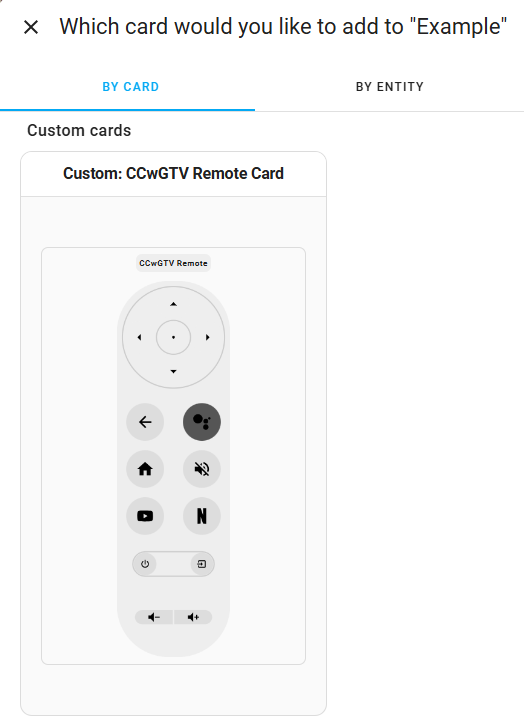 Which card would you like to add to "Example"
BY CARD
BY ENTITY
Custom cards
Custom: CCwGTV Remote Card
CCwGTV Remote
N